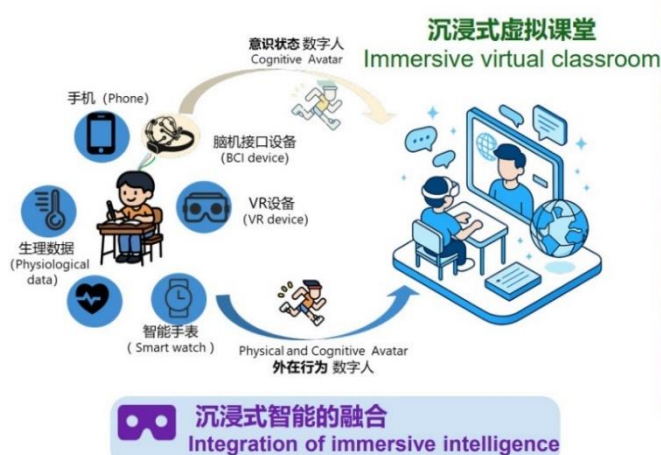 沉浸式虚拟课堂
Immersive virtual classroom
意识状态 数字人
Cognitive Avatar
手机 (Phone)
脑机接口设备
(BCI device)
VR设备
(VR device)
生理数据
(Physiological
data)
智能手表
( Smart watch )
Physical and Cognitive Avatar
外在行为 数字人
沉浸式智能的融合
Integration of immersive intelligence